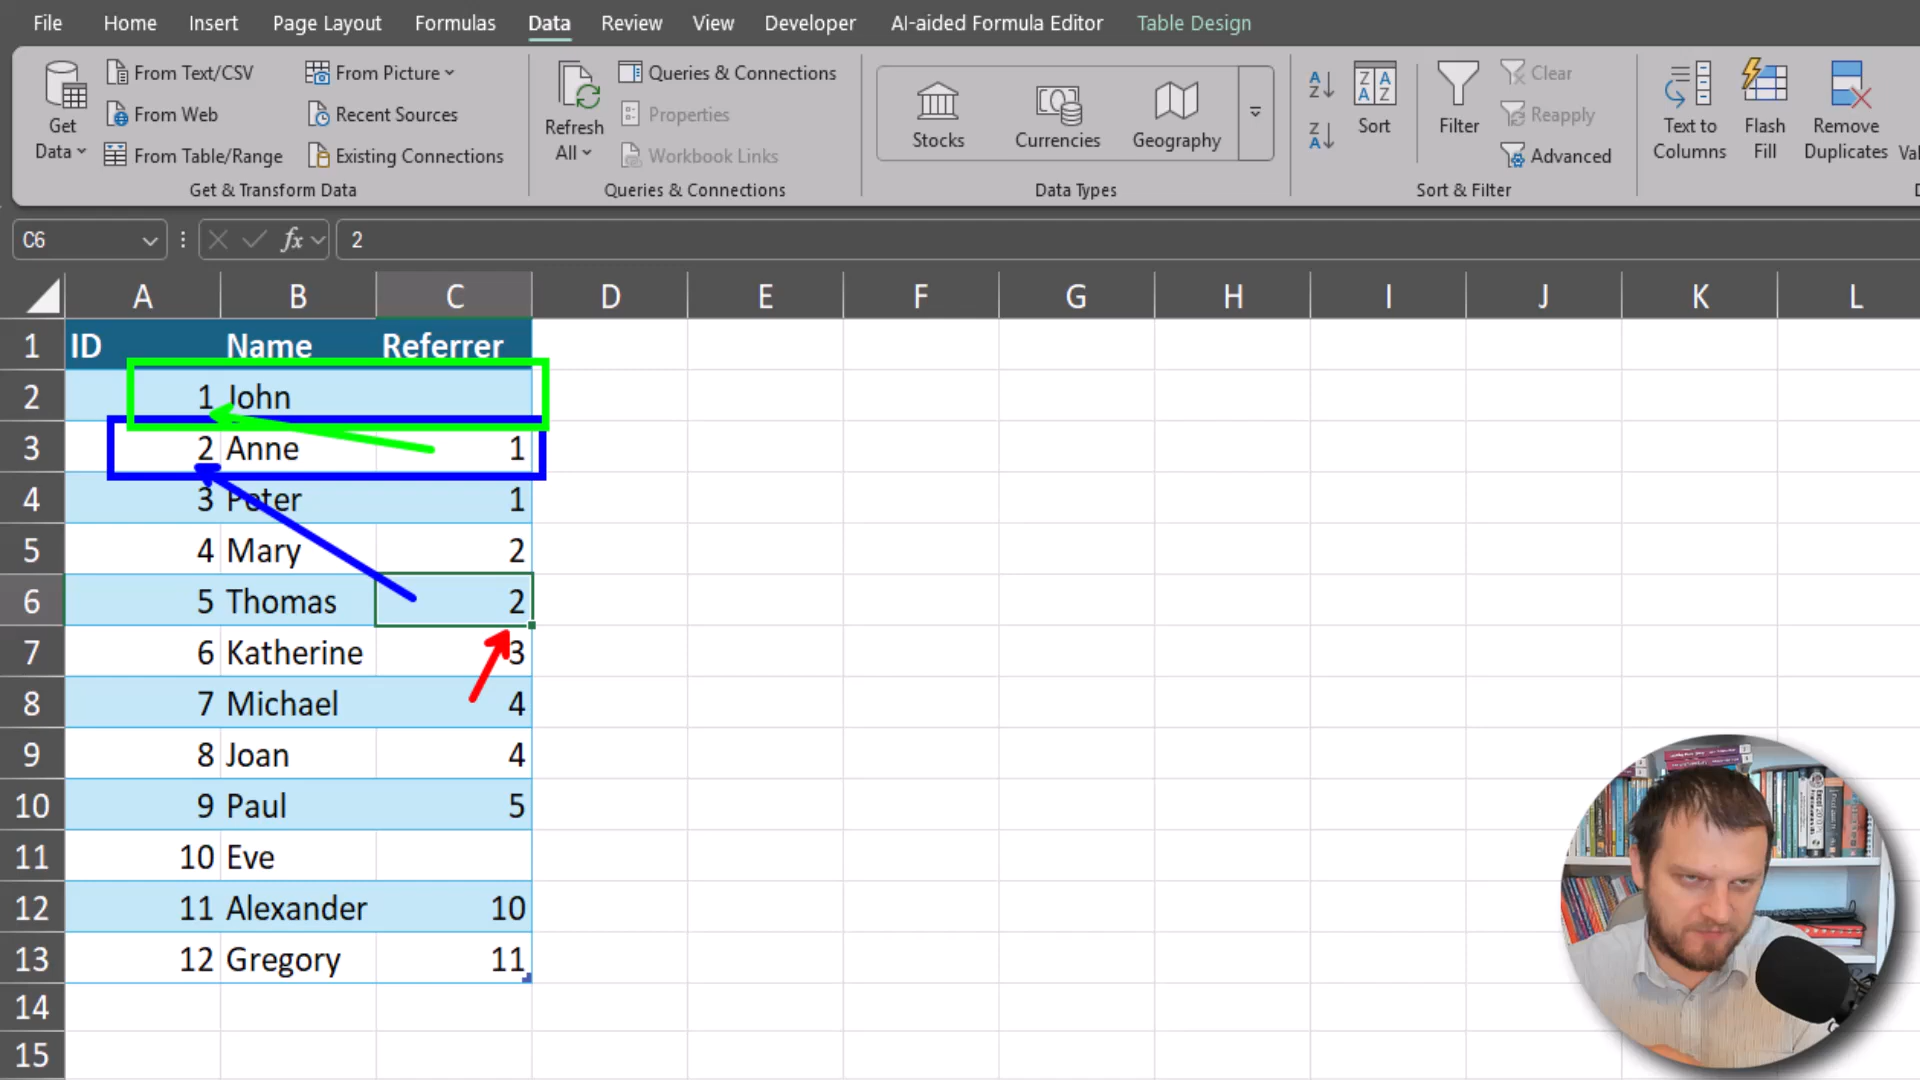 File Home Insert Page Layout Formulas Data Review View Developer AI-aided Formula Editor Table Design
Get Data
From Text/CSV
From Web
From Table/Range
From Picture
Recent Sources
Existing Connections
Get & Transform Data
Refresh All
Queries & Connections
Properties
Workbook Links
Queries & Connections
Stocks
Currencies
Geography
Data Types
Sort
Filter
Clear
Reapply
Advanced
Sort & Filter
Text to Columns
Flash Fill
Remove Duplicates
C6 fx 2
A B C D E F G H I J K L
1 ID Name Referrer
2 1 John
3 2 Anne 1
4 3 Peter 1
5 4 Mary 2
6 5 Thomas 2
7 6 Katherine 3
8 7 Michael 4
9 8 Joan 4
10 9 Paul 5
11 10 Eve
12 11 Alexander 10
13 12 Gregory 11
14
15